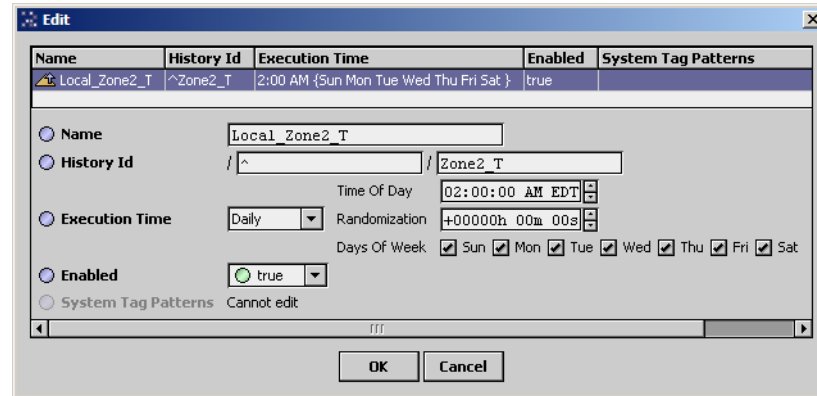 Edit
Name History Id Execution Time Enabled System Tag Patterns
Local_Zone2_T ^Zone2_T 2:00 AM {Sun Mon Tue Wed Thu Fri Sat } true
Name Local_Zone2_T
History Id / ^ / Zone2_T
Time Of Day 02:00:00 AM EDT
Execution Time Daily Randomization +00000h 00m 00s
Days Of Week Sun Mon Tue Wed Thu Fri Sat
Enabled true
System Tag Patterns Cannot edit
OK Cancel